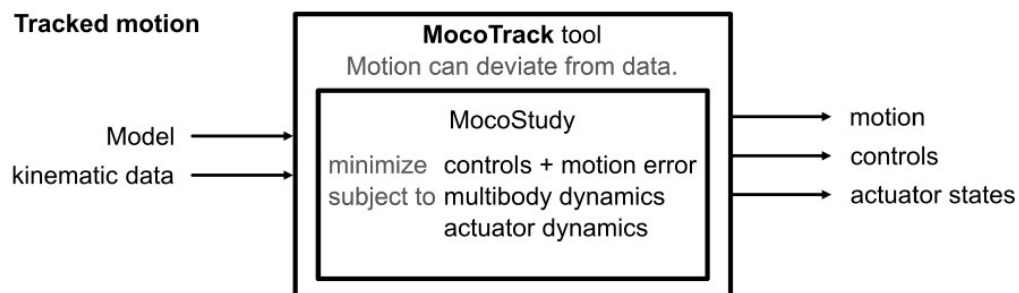 Tracked motion
MocoTrack tool
Motion can deviate from data.
MocoStudy
Model
kinematic data
minimize controls + motion error
subject to multibody dynamics
actuator dynamics
motion
controls
actuator states